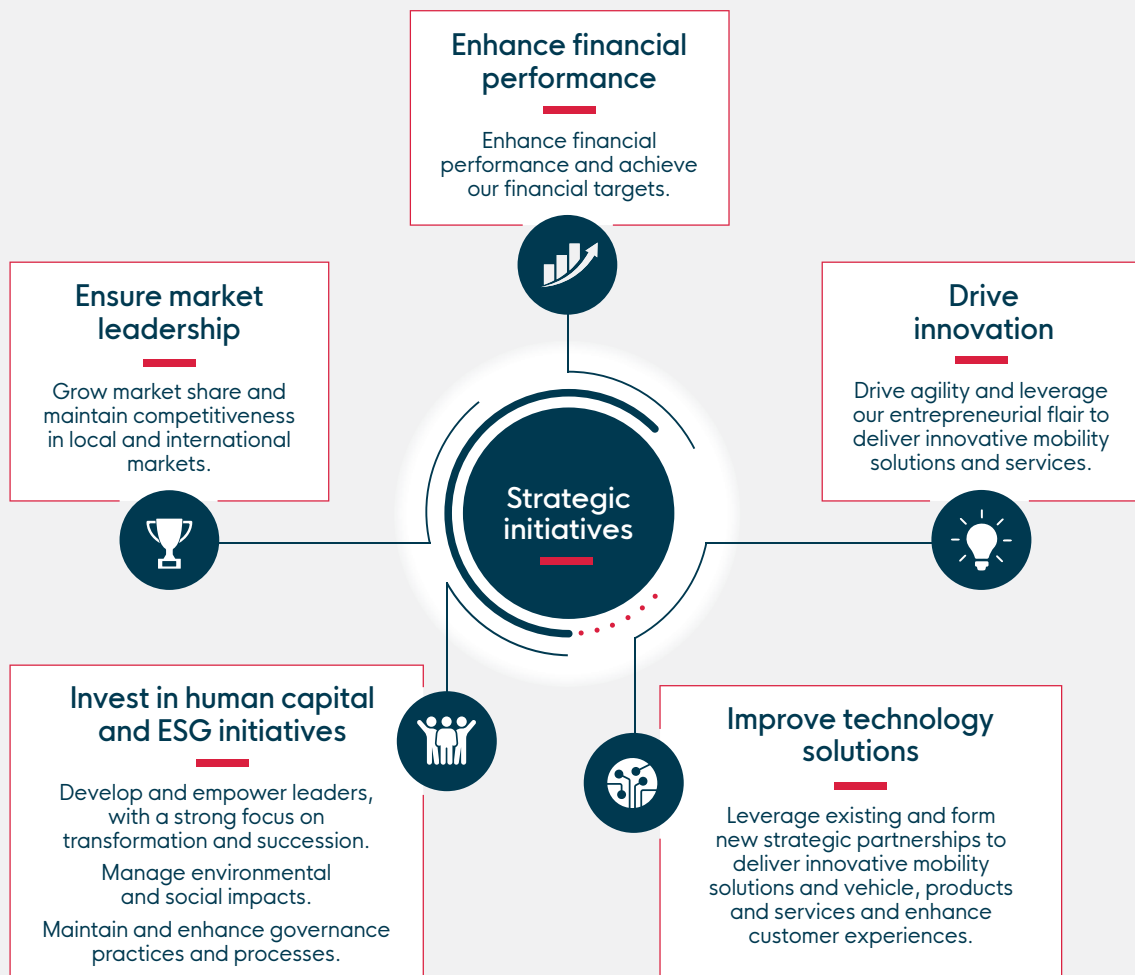 Enhance financial
performance
Enhance financial
performance and achieve
our financial targets.
Ensure market
leadership
Grow market share and
maintain competitiveness
in local and international
markets.
Drive
innovation
Drive agility and leverage
our entrepreneurial flair to
deliver innovative mobility
solutions and services.
Strategic
initiatives
Invest in human capital
and ESG initiatives
Develop and empower leaders,
with a strong focus on
transformation and succession.
Manage environmental
and social impacts.
Maintain and enhance governance
practices and processes.
Improve technology
solutions
Leverage existing and form
new strategic partnerships to
deliver innovative mobility
solutions and vehicle, products
and services and enhance
customer experiences.